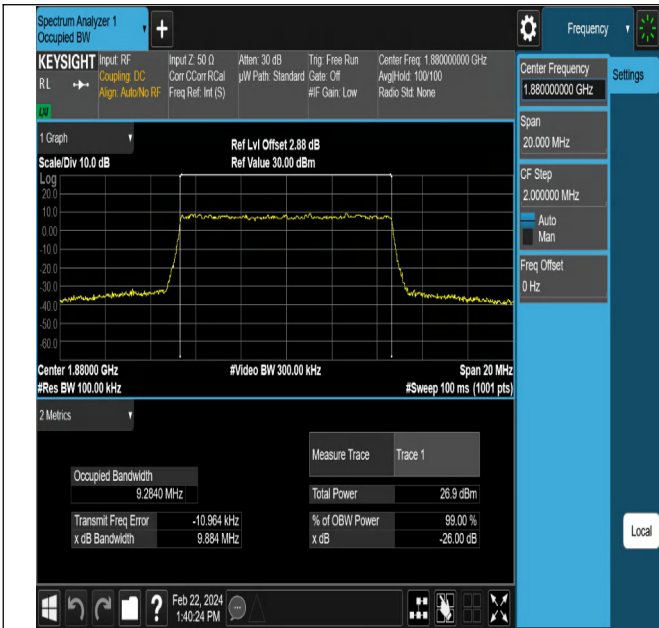 Spectrum Analyzer 1
Occupied BW
Frequency
KEYSIGHT
RL
Input: RF
Coupling: DC
Align: Auto/No RF
Input Z: 50 Ω
Corr CCorr RCal
Freq Ref: Int (S)
Atten: 30 dB
µW Path: Standard
Trig: Free Run
Gate: Off
#IF Gain: Low
Center Freq: 1.880000000 GHz
Avg|Hold: 100/100
Radio Std: None
LW
Center Frequency
1.880000000 GHz
Settings
Span
20.000 MHz
CF Step
2.000000 MHz
Auto
Man
Freq Offset
0 Hz
1 Graph
Scale/Div 10.0 dB
Ref Lvl Offset 2.88 dB
Ref Value 30.00 dBm
Log
20.0
10.0
0.00
-10.0
-20.0
-30.0
-40.0
-50.0
-60.0
Center 1.88000 GHz
#Video BW 300.00 kHz
Span 20 MHz
#Res BW 100.00 kHz
#Sweep 100 ms (1001 pts)
2 Metrics
Measure Trace Trace 1
Occupied Bandwidth
9.2840 MHz
Total Power 26.9 dBm
Transmit Freq Error -10.964 kHz
% of OBW Power 99.00 %
x dB Bandwidth 9.884 MHz
x dB -26.00 dB
Local
Feb 22, 2024
1:40:24 PM